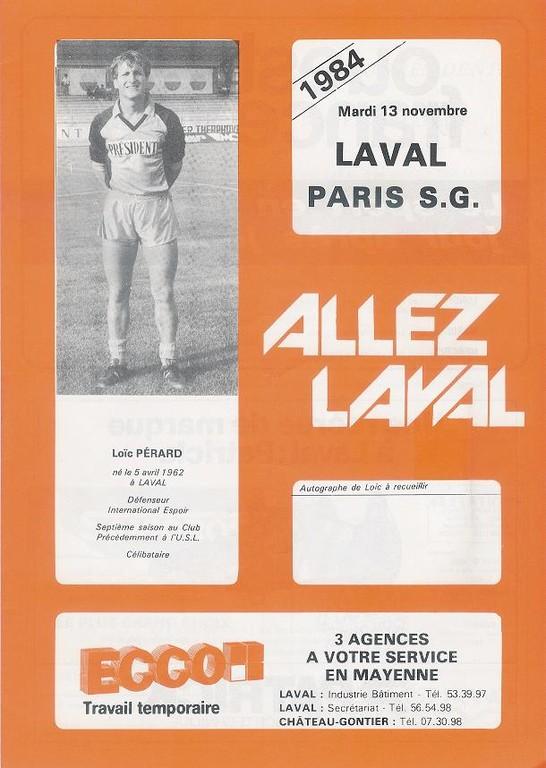 1984
Mardi 13 novembre
LAVAL
PARIS S.G.
PRESIDENT
ER THERPHO
ALLEZ
LAVAL
Loïc PÉRARD
né le 5 avril 1962
à LAVAL
Défenseur
International Espoir
Septième saison au Club
Précédemment à l'U.S.L.
Célibataire
Autographe de Loïc à recueillir
ECCO
Travail temporaire
3 AGENCES
A VOTRE SERVICE
EN MAYENNE
LAVAL : Industrie Bâtiment - Tél. 53.39.97
LAVAL : Secrétariat - Tél. 56.54.98
CHÂTEAU-GONTIER : Tél. 07.30.98